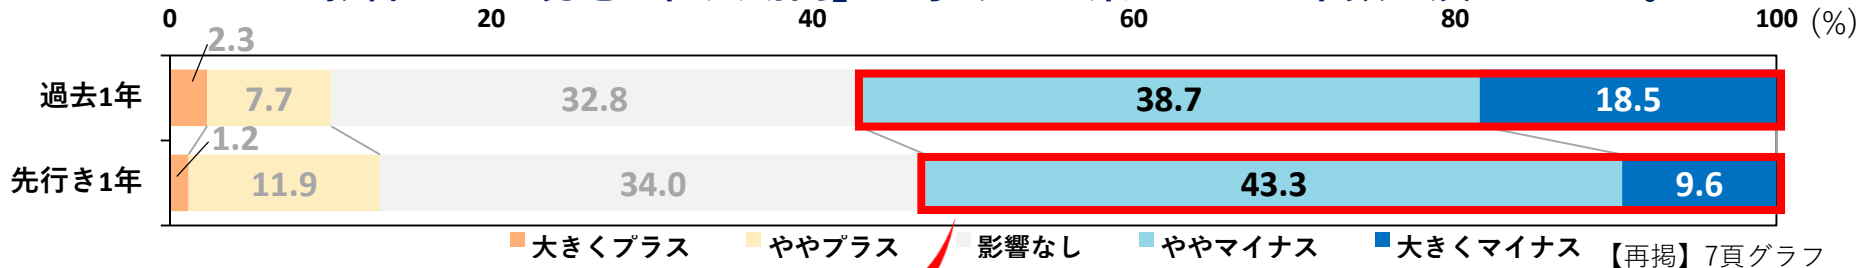 0 20 40 60 80 100 (%)
2.3
過去1年 7.7 32.8 38.7 18.5
1.2
先行き1年 11.9 34.0 43.3 9.6
大きくプラス ややプラス 影響なし ややマイナス 大きくマイナス 【再掲】7頁グラフ